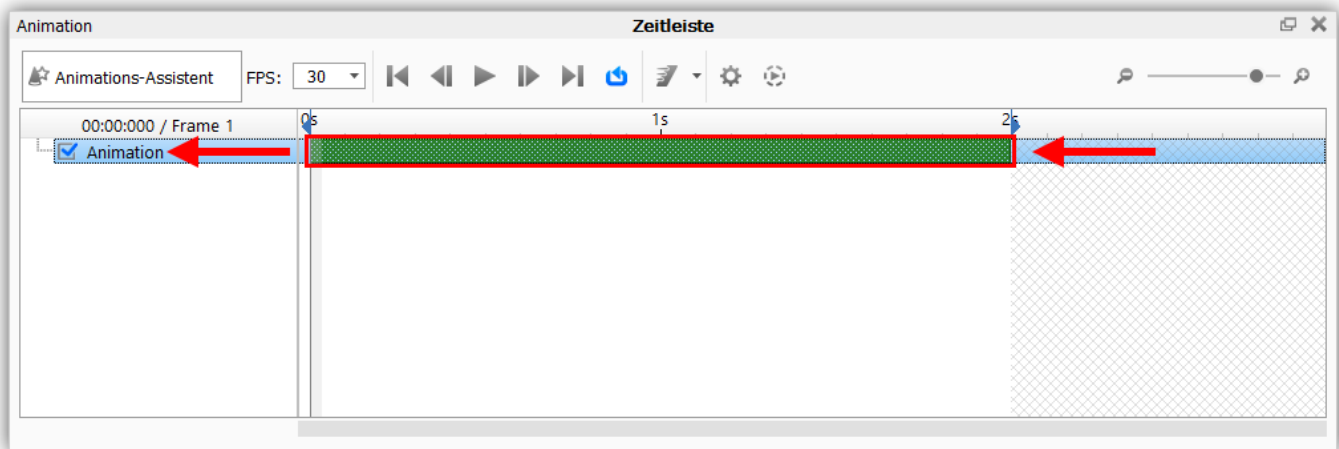 Animation Zeitleiste
Animations-Assistent FPS: 30
00:00:000 / Frame 1 0s 1s 2s
Animation